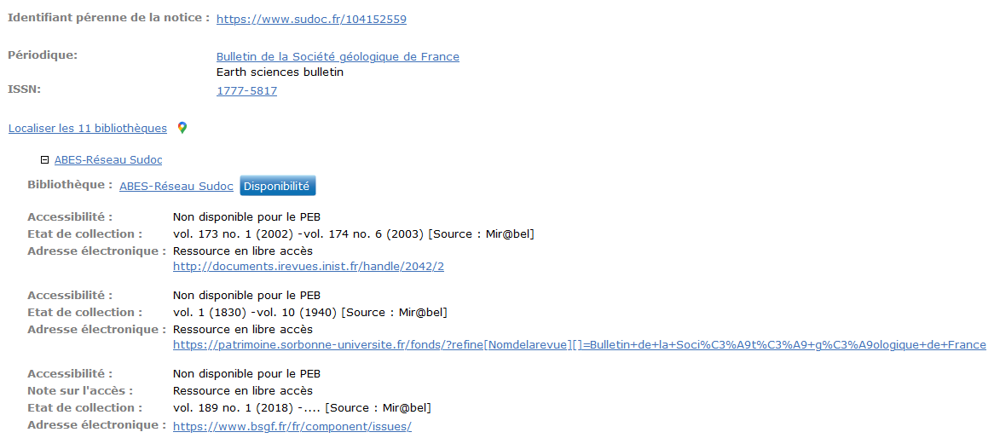 Identifiant pérenne de la notice : https://www.sudoc.fr/104152559
Périodique: Bulletin de la Société géologique de France
Earth sciences bulletin
ISSN: 1777-5817
Localiser les 11 bibliothèques
ABES-Réseau Sudoc
Bibliothèque : ABES-Réseau Sudoc Disponibilité
Accessibilité : Non disponible pour le PEB
Etat de collection : vol. 173 no. 1 (2002) -vol. 174 no. 6 (2003) [Source : Mir@bel]
Adresse électronique : Ressource en libre accès
http://documents.irevues.inist.fr/handle/2042/2
Accessibilité : Non disponible pour le PEB
Etat de collection : vol. 1 (1830) -vol. 10 (1940) [Source : Mir@bel]
Adresse électronique : Ressource en libre accès
https://patrimoine.sorbonne-universite.fr/fonds/?refine[Nomdelarevue][]=Bulletin+de+la+Soci%C3%A9t%C3%A9+g%C3%A9ologique+de+France
Accessibilité : Non disponible pour le PEB
Note sur l'accès : Ressource en libre accès
Etat de collection : vol. 189 no. 1 (2018) -.... [Source : Mir@bel]
Adresse électronique : https://www.bsgf.fr/fr/component/issues/